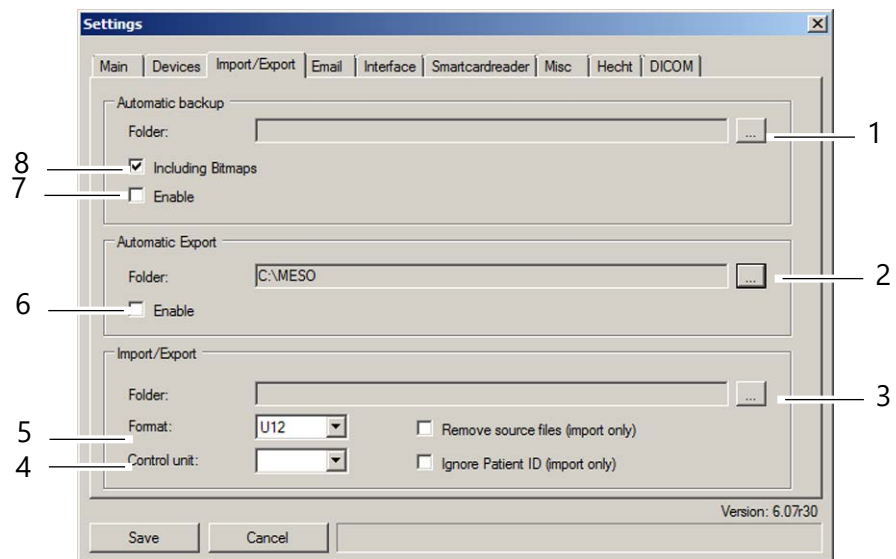 Settings
Main Devices Import/Export Email Interface Smartcardreader Misc Hecht DICOM
Automatic backup
Folder: ... 1
8 Including Bitmaps
7 Enable
Automatic Export
Folder: C:\MESO ... 2
6 Enable
Import/Export
Folder: ... 3
5 Format: U12 Remove source files (import only)
4 Control unit: Ignore Patient ID (import only)
Version: 6.07r30
Save Cancel